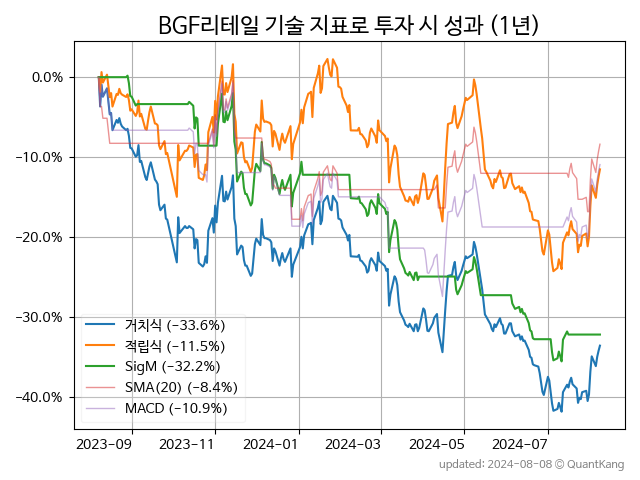 BGF리테일 기술 지표로 투자 시 성과 (1년)
0.0%
−10.0%
−20.0%
−30.0%
−40.0%
거치식 (−33.6%)
적립식 (−11.5%)
SigM (−32.2%)
SMA(20) (−8.4%)
MACD (−10.9%)
2023-09 2023-11 2024-01 2024-03 2024-05 2024-07
updated: 2024-08-08 © QuantKang